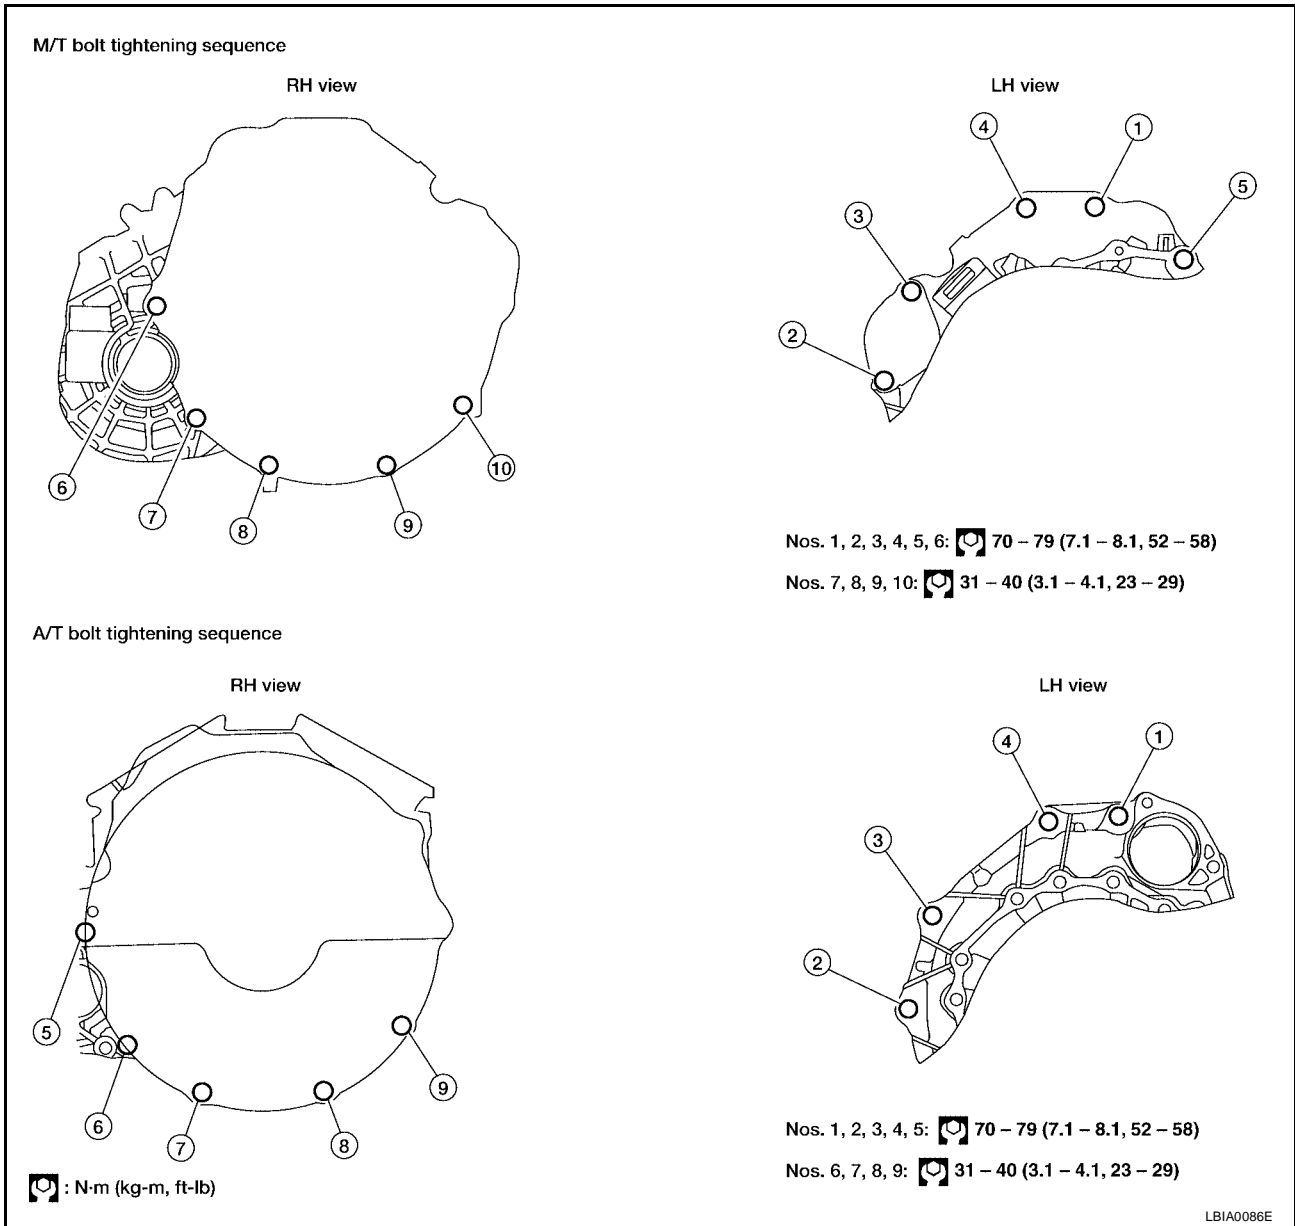 M/T bolt tightening sequence
RH view
LH view
4
1
5
3
2
6
7
8
9
10
Nos. 1, 2, 3, 4, 5, 6: 70 – 79 (7.1 – 8.1, 52 – 58)
Nos. 7, 8, 9, 10: 31 – 40 (3.1 – 4.1, 23 – 29)
A/T bolt tightening sequence
RH view
LH view
4
1
3
2
5
6
7
8
9
Nos. 1, 2, 3, 4, 5: 70 – 79 (7.1 – 8.1, 52 – 58)
Nos. 6, 7, 8, 9: 31 – 40 (3.1 – 4.1, 23 – 29)
: N·m (kg-m, ft-lb)
LBIA0086E